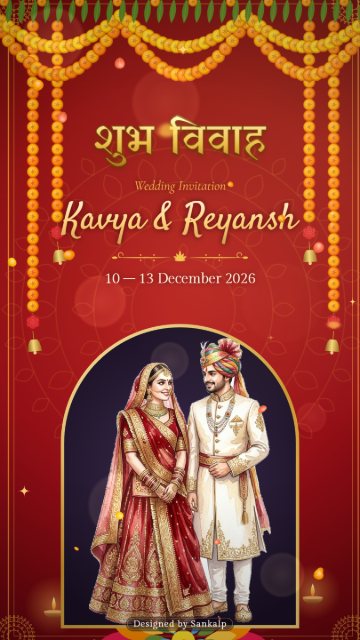 शुभ विवाह
Wedding Invitation
Kavya & Reyansh
10 — 13 December 2026
Designed by Sankalp